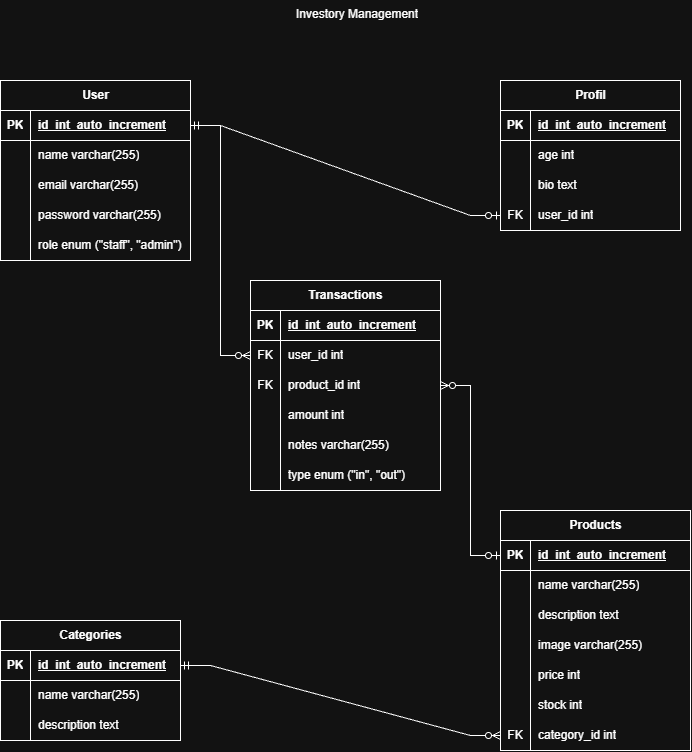 Investory Management
User
PK id_int_auto_increment
name varchar(255)
email varchar(255)
password varchar(255)
role enum ("staff", "admin")
Profil
PK id_int_auto_increment
age int
bio text
FK user_id int
Transactions
PK id_int_auto_increment
FK user_id int
FK product_id int
amount int
notes varchar(255)
type enum ("in", "out")
Products
PK id_int_auto_increment
name varchar(255)
description text
image varchar(255)
price int
stock int
FK category_id int
Categories
PK id_int_auto_increment
name varchar(255)
description text